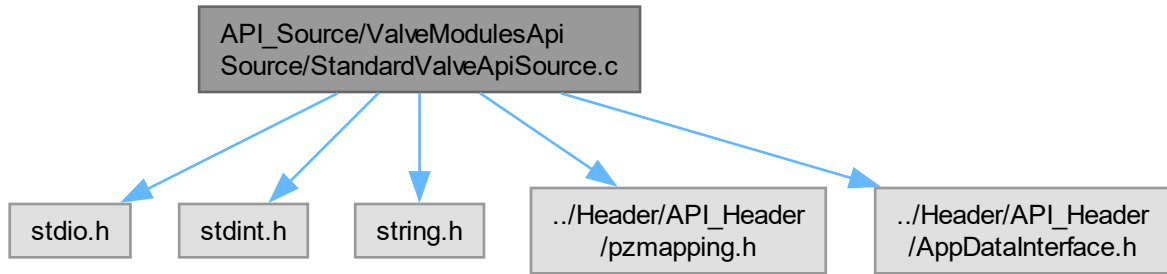 API_Source/ValveModulesApi
Source/StandardValveApiSource.c
stdio.h
stdint.h
string.h
../Header/API_Header
/pzmapping.h
../Header/API_Header
/AppDataInterface.h